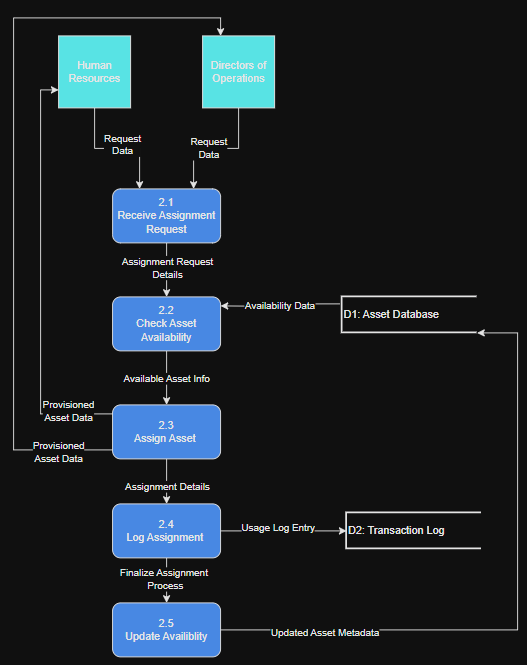 Human
Resources
Directors of
Operations
Request
Data
Request
Data
2.1
Receive Assignment
Request
Assignment Request
Details
2.2
Check Asset
Availability
Availability Data
D1: Asset Database
Available Asset Info
Provisioned
Asset Data
2.3
Assign Asset
Provisioned
Asset Data
Assignment Details
2.4
Log Assignment
Usage Log Entry
D2: Transaction Log
Finalize Assignment
Process
2.5
Update Availiblity
Updated Asset Metadata